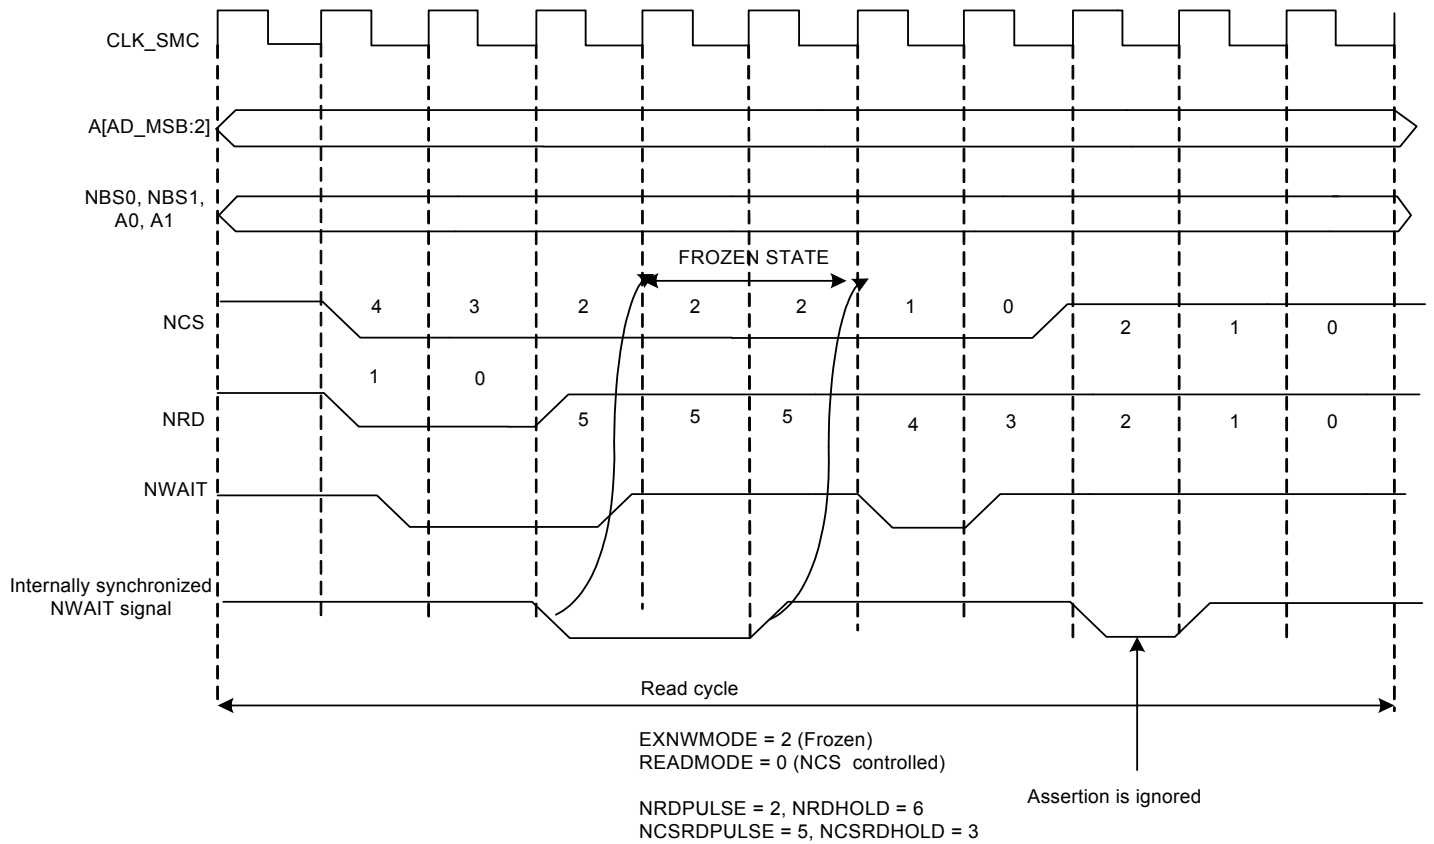 CLK_SMC
A[AD_MSB:2]
NBS0, NBS1,
A0, A1
FROZEN STATE
NCS
4 3 2 2 2 1 0
2 1 0
1 0
NRD
5 5 5 4 3 2 1 0
NWAIT
Internally synchronized
NWAIT signal
Read cycle
EXNWMODE = 2 (Frozen)
READMODE = 0 (NCS controlled)
Assertion is ignored
NRDPULSE = 2, NRDHOLD = 6
NCSRDPULSE = 5, NCSRDHOLD = 3